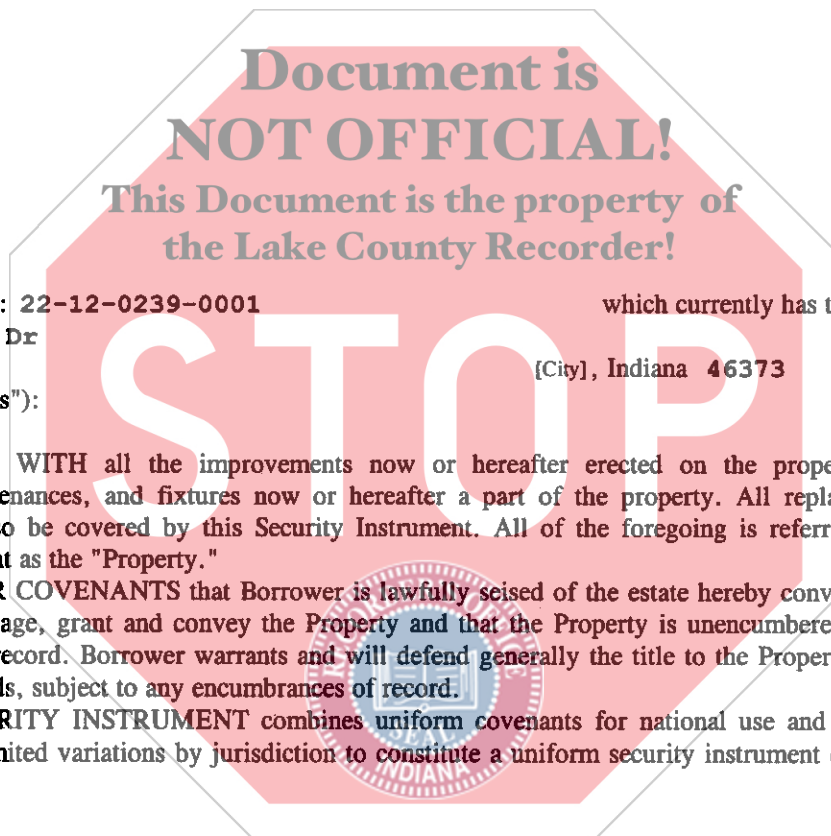 Document is
NOT OFFICIAL!
This Document is the property of
the Lake County Recorder!
: 22-12-0239-0001 which currently has t
Dr
[City], Indiana 46373
s"):
STOP
WITH all the improvements now or hereafter erected on the prope
enances, and fixtures now or hereafter a part of the property. All repla
o be covered by this Security Instrument. All of the foregoing is referr
t as the "Property."
R COVENANTS that Borrower is lawfully seised of the estate hereby conv
age, grant and convey the Property and that the Property is unencumbere
ecord. Borrower warrants and will defend generally the title to the Proper
ls, subject to any encumbrances of record.
RITY INSTRUMENT combines uniform covenants for national use and
ited variations by jurisdiction to constitute a uniform security instrument
RECORDER'S OFFICE
SEAL
INDIANA